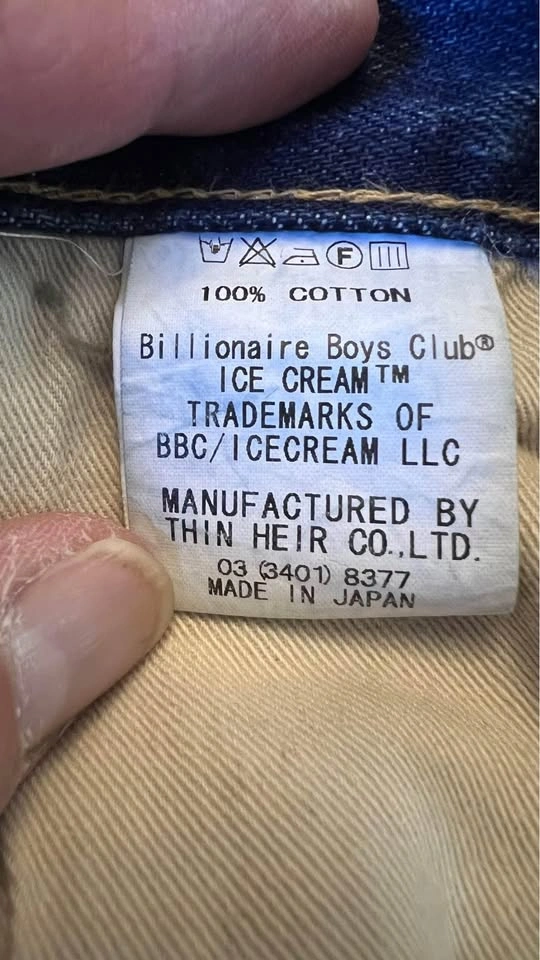 F
100% COTTON
Billionaire Boys Club®
ICE CREAM™
TRADEMARKS OF
BBC/ICECREAM LLC
MANUFACTURED BY
THIN HEIR CO.,LTD.
03 (3401) 8377
MADE IN JAPAN